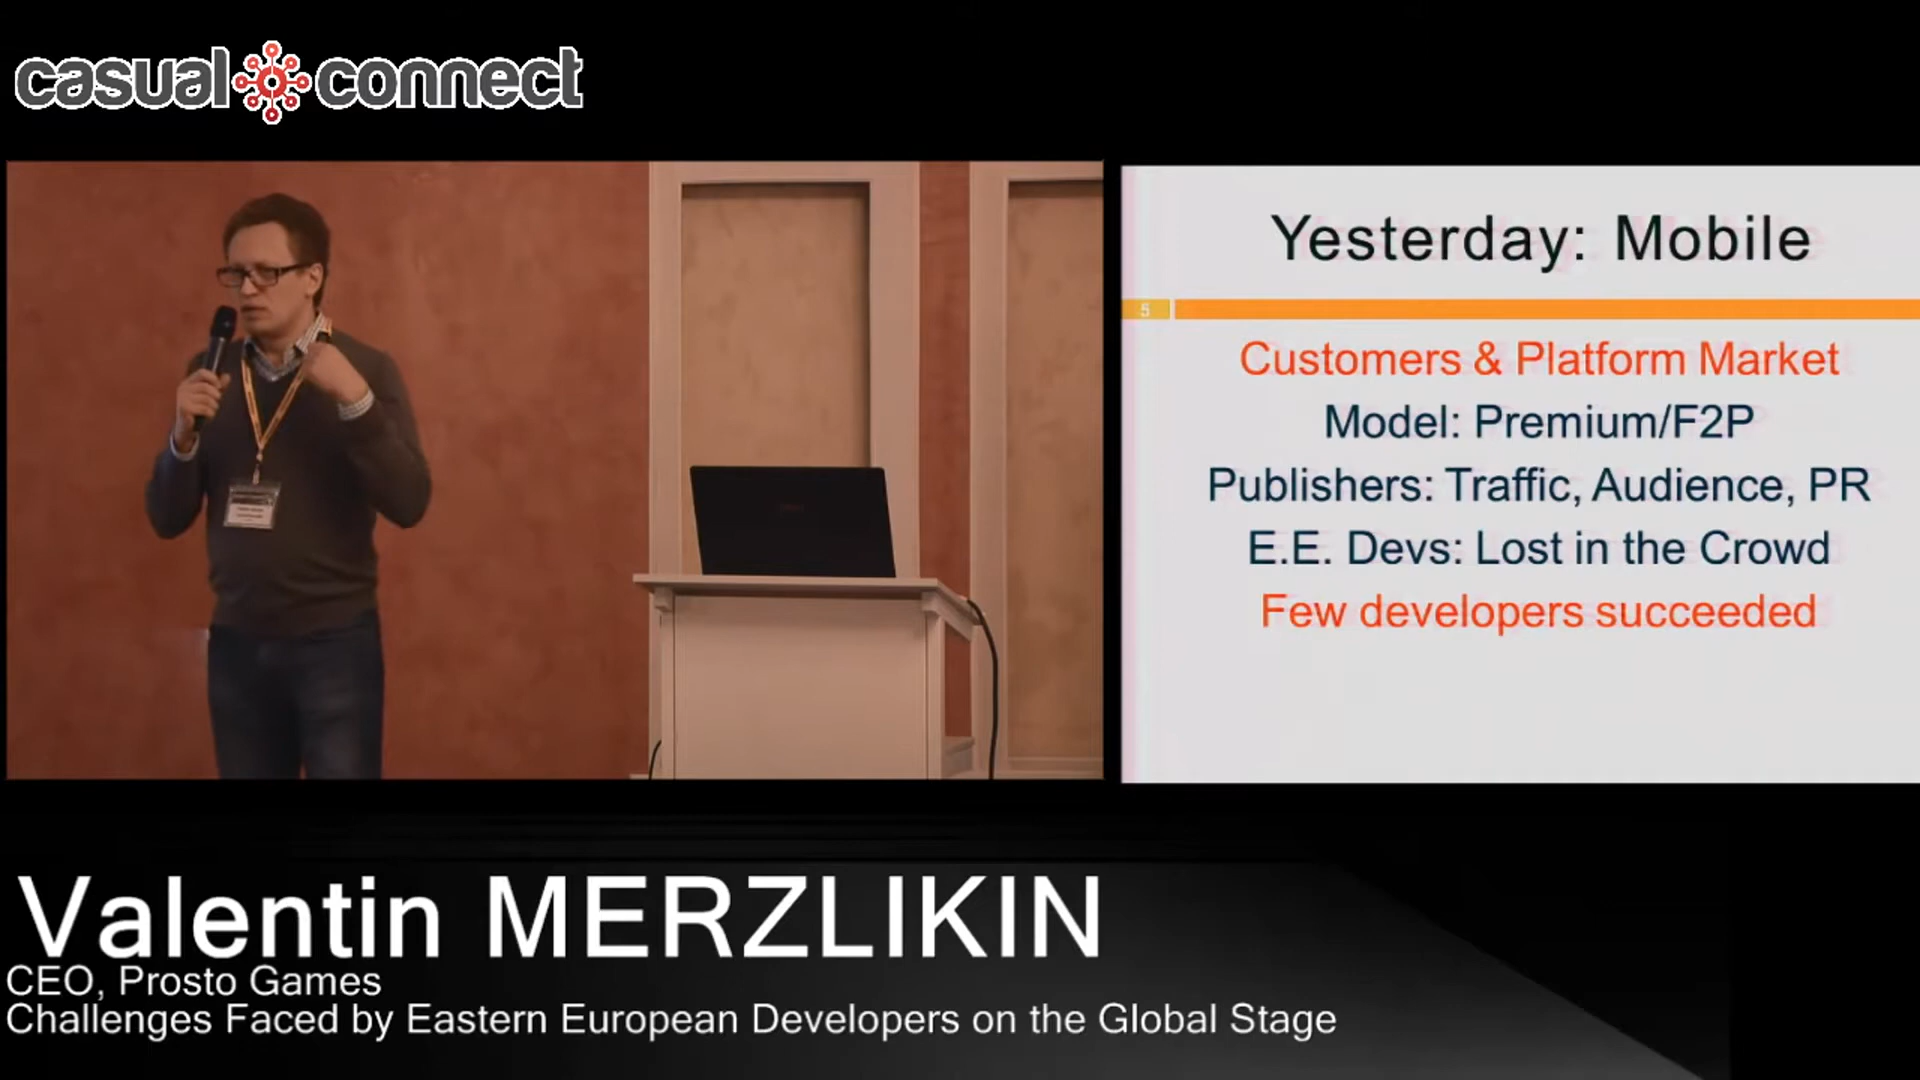 casual connect
Yesterday: Mobile
5
Customers & Platform Market
Model: Premium/F2P
Publishers: Traffic, Audience, PR
E.E. Devs: Lost in the Crowd
Few developers succeeded
Valentin MERZLIKIN
CEO, Prosto Games
Challenges Faced by Eastern European Developers on the Global Stage